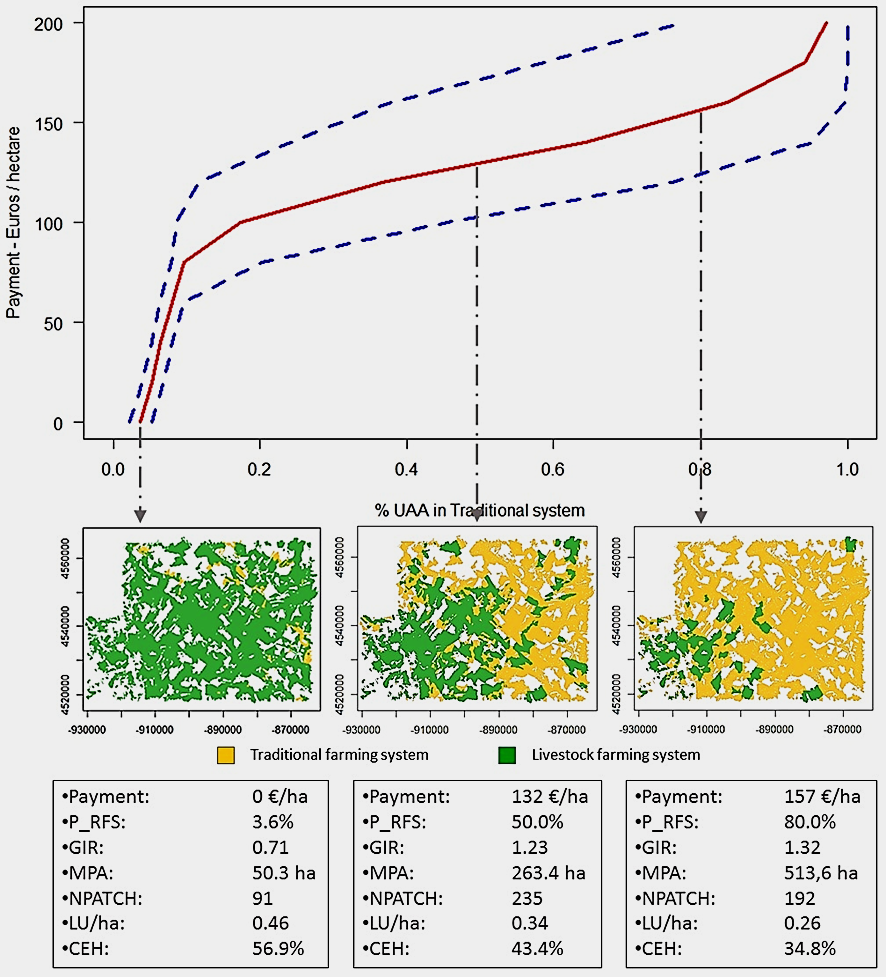 200
150
100
50
0
Payment - Euros / hectare
0.0 0.2 0.4 0.6 0.8 1.0
% UAA in Traditional system
4560000 4540000 4520000
4560000 4540000 4520000
4560000 4540000 4520000
-930000 -910000 -890000 -870000
-930000 -910000 -890000 -870000
-930000 -910000 -890000 -870000
Traditional farming system Livestock farming system
•Payment: 0 €/ha
•P_RFS: 3.6%
•GIR: 0.71
•MPA: 50.3 ha
•NPATCH: 91
•LU/ha: 0.46
•CEH: 56.9%
•Payment: 132 €/ha
•P_RFS: 50.0%
•GIR: 1.23
•MPA: 263.4 ha
•NPATCH: 235
•LU/ha: 0.34
•CEH: 43.4%
•Payment: 157 €/ha
•P_RFS: 80.0%
•GIR: 1.32
•MPA: 513,6 ha
•NPATCH: 192
•LU/ha: 0.26
•CEH: 34.8%